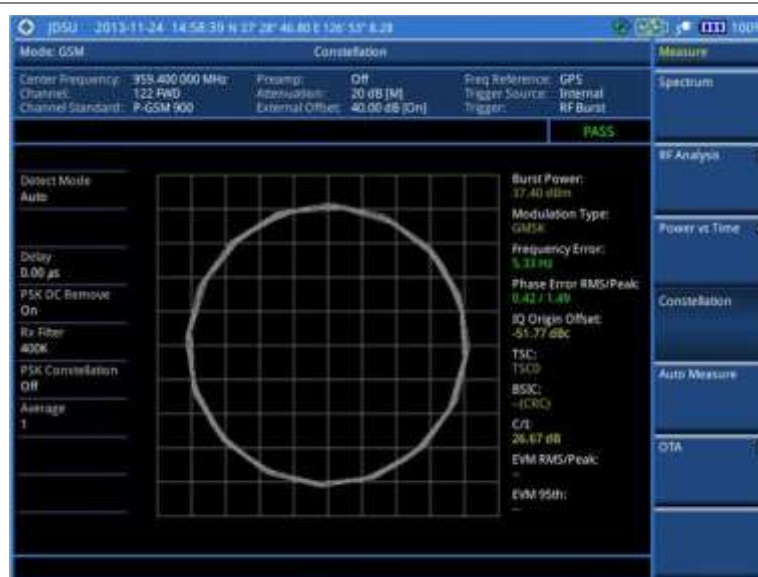 JDSU 2013-11-24 14:58:39 N 37° 28' 46.80 E 126° 53' 8.28 100%
Mode: GSM Constellation Measure
Center Frequency: 959.400 000 MHz Preamp: Off Freq Reference: GPS
Channel: 122 FWD Attenuation: 20 dB [M] Trigger Source: Internal
Channel Standard: P-GSM 900 External Offset: 40.00 dB [On] Trigger: RF Burst
Spectrum
PASS
RF Analysis
Detect Mode
Auto
Burst Power:
37.40 dBm
Modulation Type:
GMSK
Power vs Time
Delay
0.00 µs
Frequency Error:
5.33 Hz
Phase Error RMS/Peak:
0.42 / 1.49
PSK DC Remove
On
Constellation
IQ Origin Offset:
-51.77 dBc
Rx Filter
400K
TSC:
TSC0
PSK Constellation
Off
Auto Measure
BSIC:
--(CRC)
Average
1
C/I:
26.67 dB
OTA
EVM RMS/Peak:
--
EVM 95th:
--